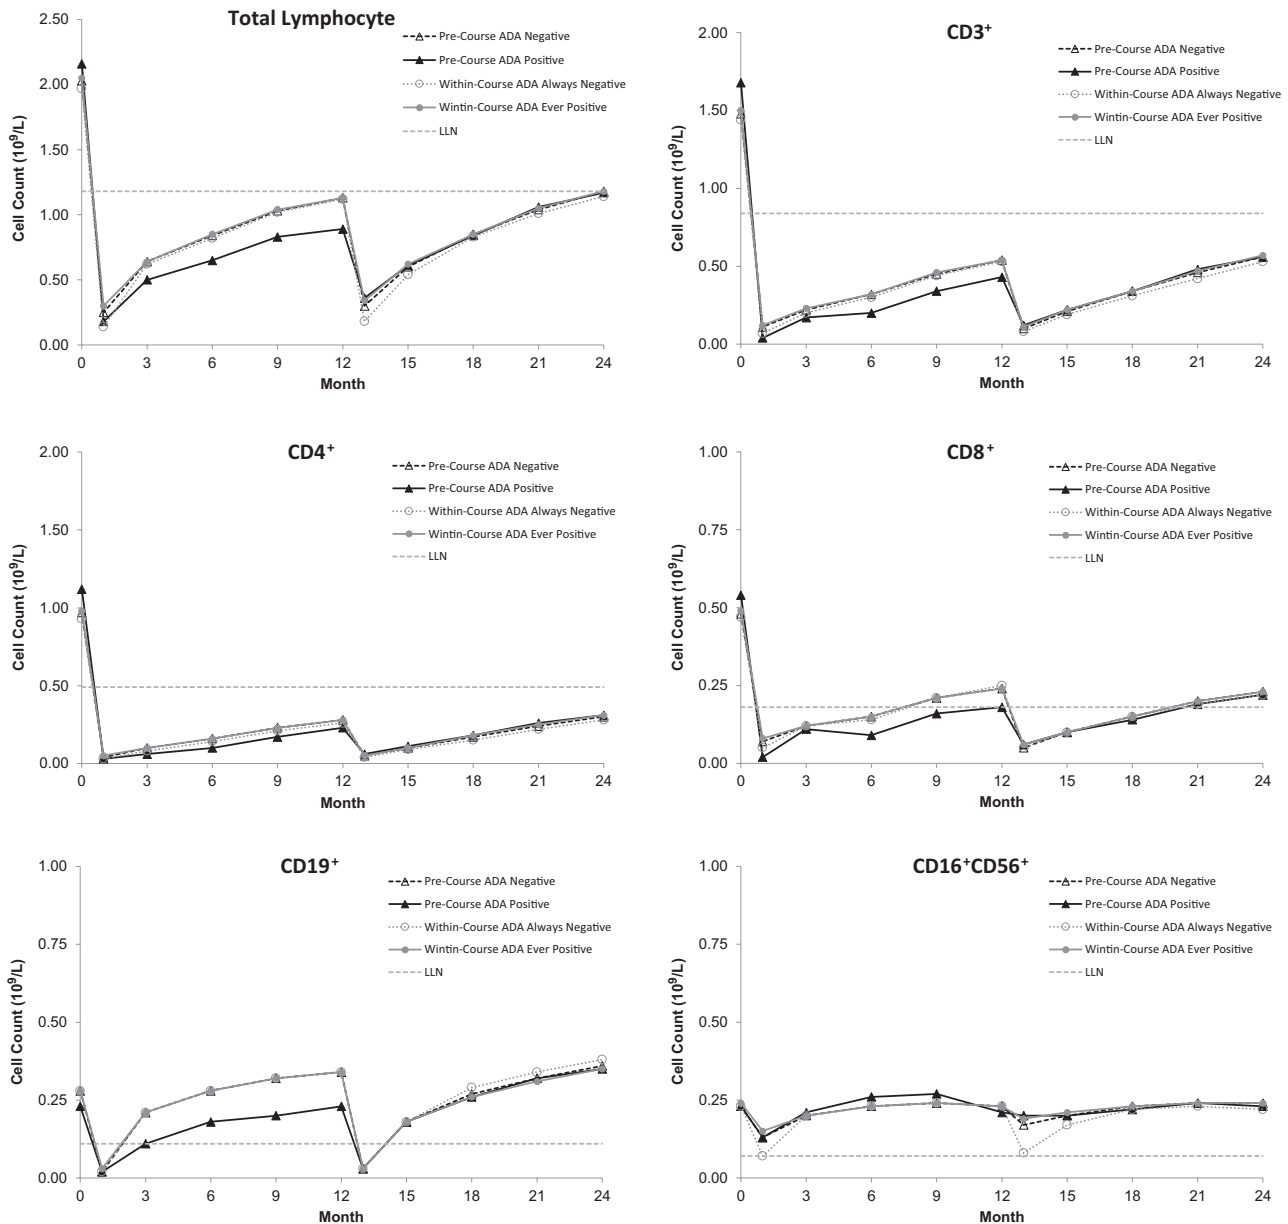 Total Lymphocyte
Pre-Course ADA Negative
Pre-Course ADA Positive
Within-Course ADA Always Negative
Wintin-Course ADA Ever Positive
LLN
Cell Count (10⁹/L)
2.50
2.00
1.50
1.00
0.50
0.00
0 3 6 9 12 15 18 21 24
Month
CD3⁺
Pre-Course ADA Negative
Pre-Course ADA Positive
Within-Course ADA Always Negative
Wintin-Course ADA Ever Positive
LLN
Cell Count (10⁹/L)
2.00
1.50
1.00
0.50
0.00
0 3 6 9 12 15 18 21 24
Month
CD4⁺
Pre-Course ADA Negative
Pre-Course ADA Positive
Within-Course ADA Always Negative
Wintin-Course ADA Ever Positive
LLN
Cell Count (10⁹/L)
2.00
1.50
1.00
0.50
0.00
0 3 6 9 12 15 18 21 24
Month
CD8⁺
Pre-Course ADA Negative
Pre-Course ADA Positive
Within-Course ADA Always Negative
Wintin-Course ADA Ever Positive
LLN
Cell Count (10⁹/L)
1.00
0.75
0.50
0.25
0.00
0 3 6 9 12 15 18 21 24
Month
CD19⁺
Pre-Course ADA Negative
Pre-Course ADA Positive
Within-Course ADA Always Negative
Wintin-Course ADA Ever Positive
LLN
Cell Count (10⁹/L)
1.00
0.75
0.50
0.25
0.00
0 3 6 9 12 15 18 21 24
Month
CD16⁺CD56⁺
Pre-Course ADA Negative
Pre-Course ADA Positive
Within-Course ADA Always Negative
Wintin-Course ADA Ever Positive
LLN
Cell Count (10⁹/L)
1.00
0.75
0.50
0.25
0.00
0 3 6 9 12 15 18 21 24
Month